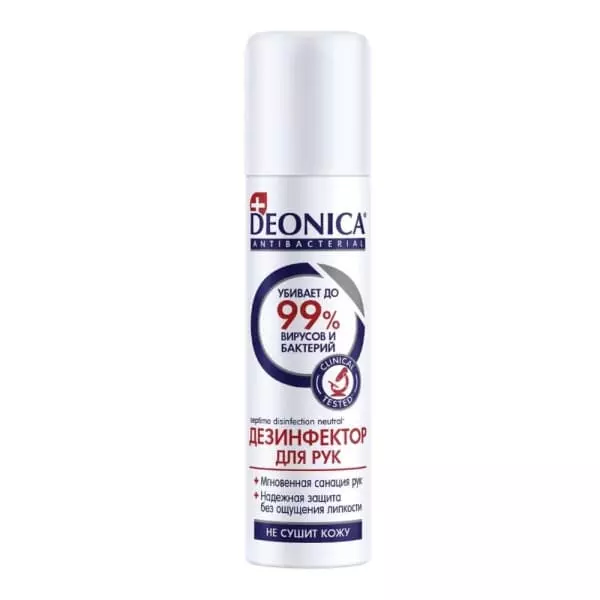 DEONICA®
ANTIBACTERIAL
УБИВАЕТ ДО
99%
ВИРУСОВ И
БАКТЕРИЙ
CLINICAL
TESTED
septima disinfection neutral
ДЕЗИНФЕКТОР
ДЛЯ РУК
+ Мгновенная санация рук
+ Надежная защита
без ощущения липкости
НЕ СУШИТ КОЖУ